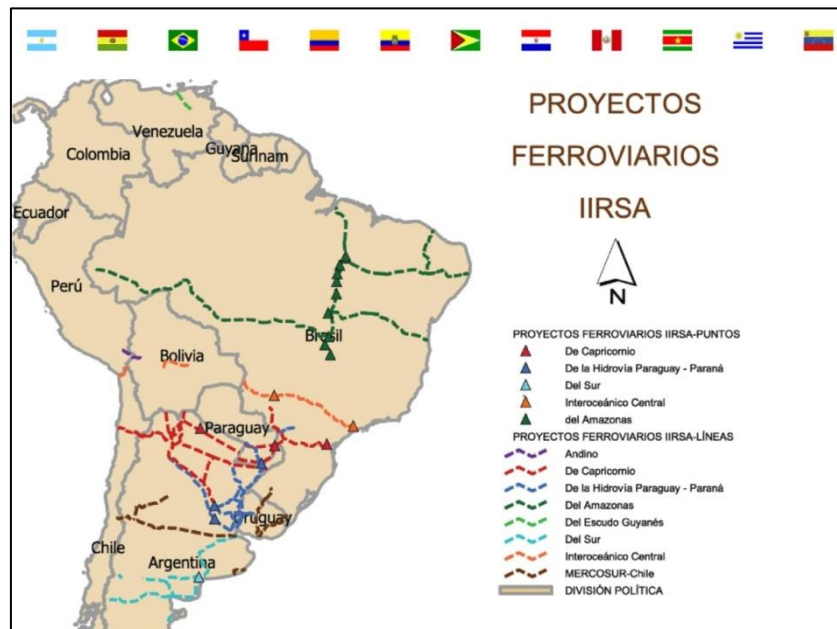 PROYECTOS
FERROVIARIOS
IIRSA
N
Venezuela
Guyana
Surinam
Colombia
Ecuador
Perú
Brasil
Bolivia
Paraguay
Uruguay
Chile
Argentina
PROYECTOS FERROVIARIOS IIRSA-PUNTOS
De Capricornio
De la Hidrovía Paraguay - Paraná
Del Sur
Interoceánico Central
del Amazonas
PROYECTOS FERROVIARIOS IIRSA-LÍNEAS
Andino
De Capricornio
De la Hidrovía Paraguay - Paraná
Del Amazonas
Del Escudo Guyanés
Del Sur
Interoceánico Central
MERCOSUR-Chile
DIVISIÓN POLÍTICA